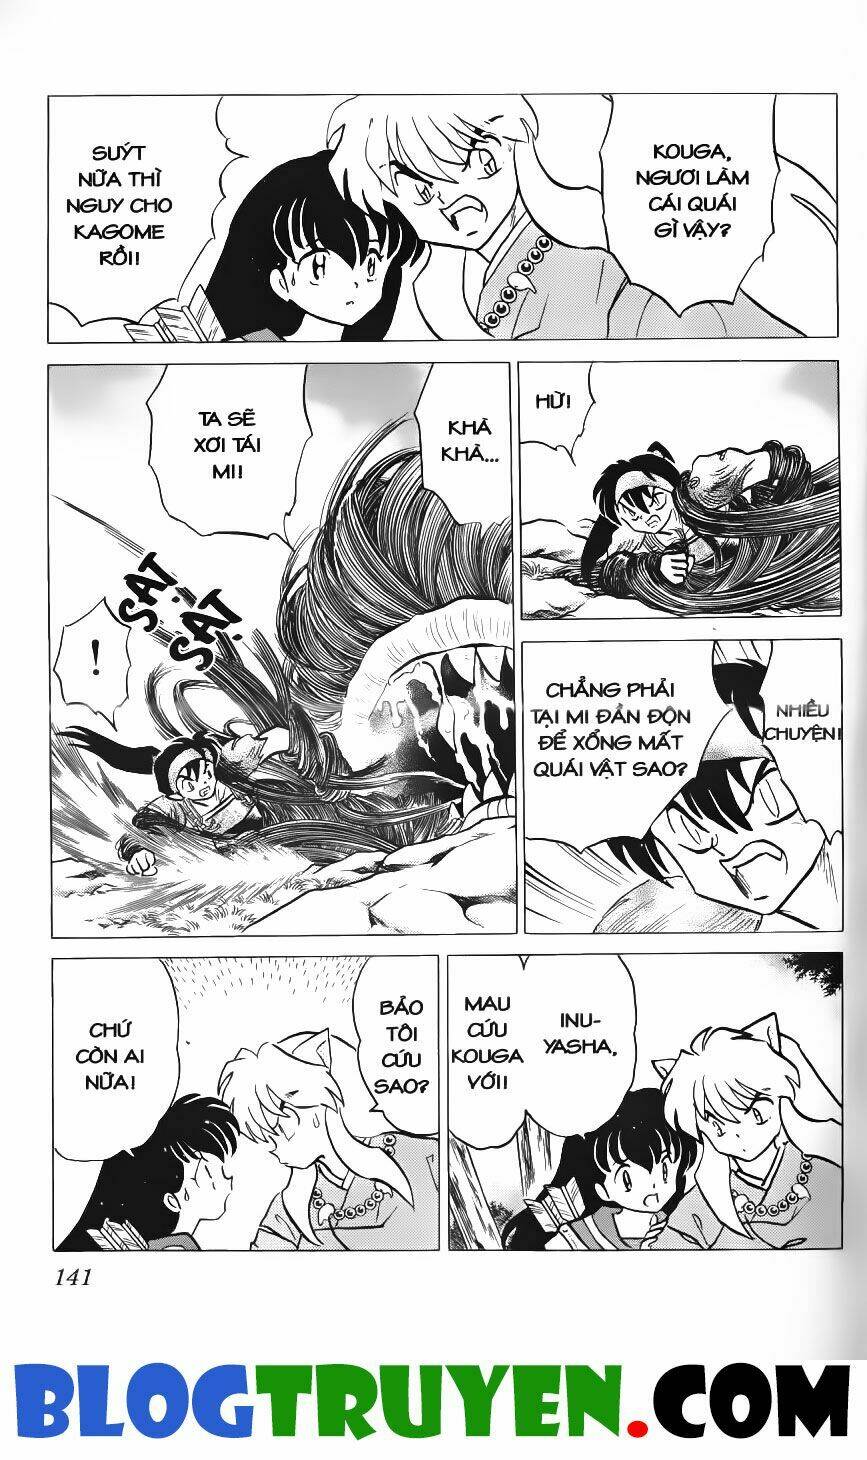 KOUGA,
NGƯƠI LÀM
CÁI QUÁI
GÌ VẬY?
SUÝT
NỮA THÌ
NGUY CHO
KAGOME
RỒI!
HỪ!
NHIỀU
CHUYỆN!
CHẲNG PHẢI
TẠI MI ĐẦN ĐỘN
ĐỂ XỔNG MẤT
QUÁI VẬT SAO?
KHÀ
KHÀ...
TA SẼ
XƠI TÁI
MI!
SẠT
SẠT
!
INU-
YASHA,
MAU
CỨU
KOUGA
VỚI!
BẢO
TÔI
CỨU
SAO?
CHỨ
CÒN AI
NỮA!
141
BLOGTRUYEN.COM